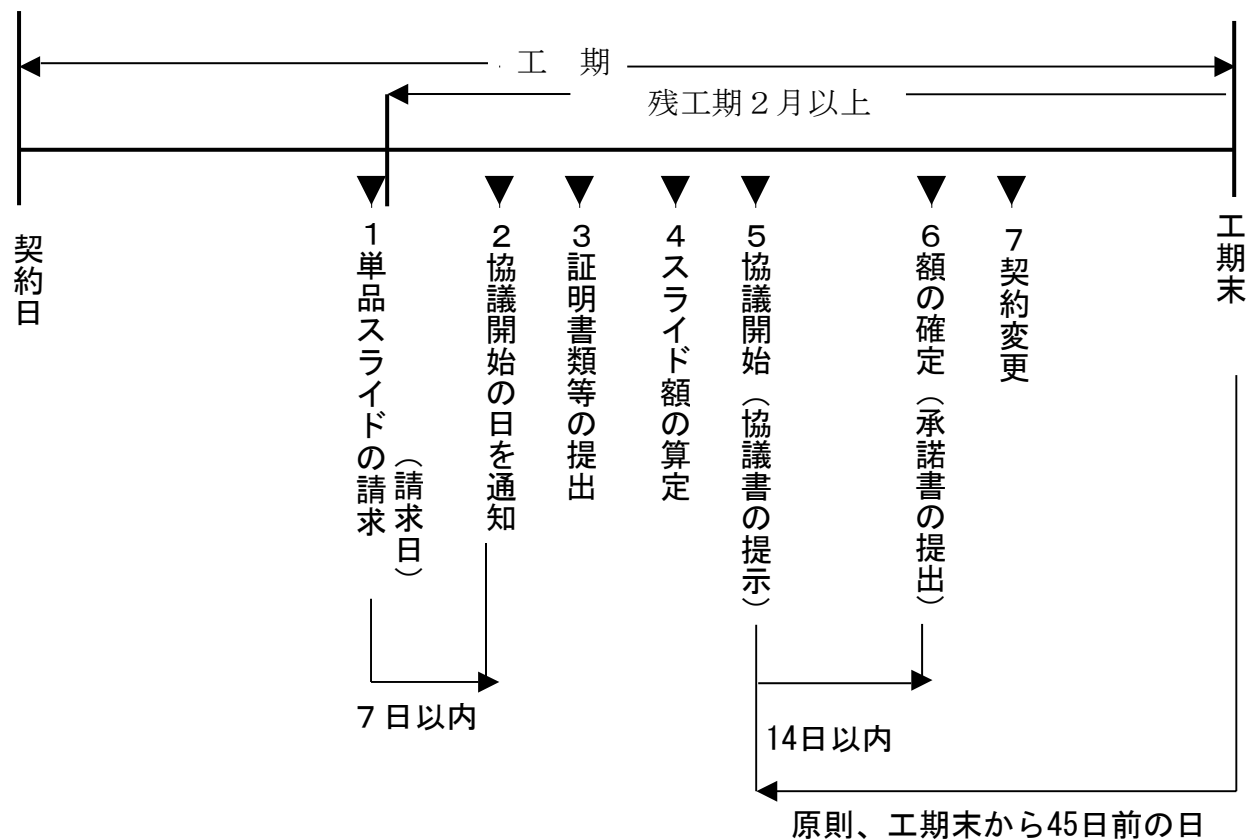 工　期
残工期２月以上
契約日
１単品スライドの請求
（請求日）
２協議開始の日を通知
３証明書類等の提出
４スライド額の算定
５協議開始（協議書の提示）
６額の確定（承諾書の提出）
７契約変更
工期末
７日以内
14日以内
原則、工期末から45日前の日